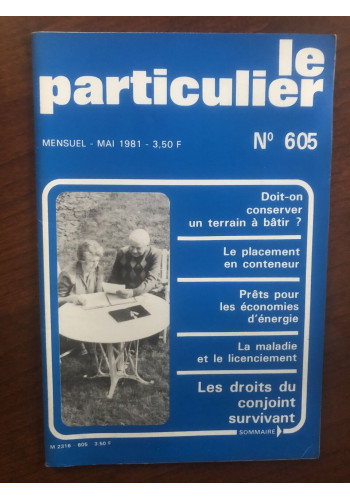 le
particulier
MENSUEL - MAI 1981 - 3,50 F
Nº 605
Doit-on
conserver
un terrain à bâtir ?
Le placement
en conteneur
Prêts pour
les économies
d'énergie
La maladie
et le licenciement
Les droits du
conjoint
survivant
SOMMAIRE
M 2316 - 605 3.50 F